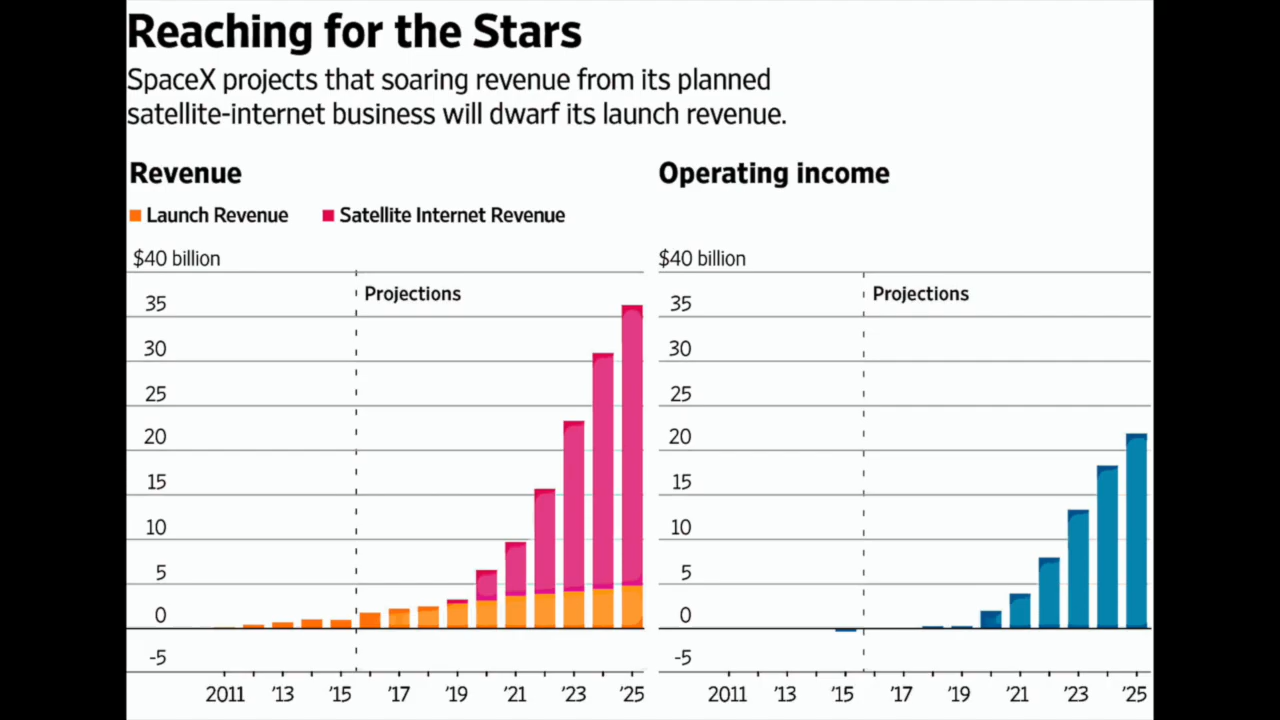 Reaching for the Stars
SpaceX projects that soaring revenue from its planned
satellite-internet business will dwarf its launch revenue.
Revenue
Launch Revenue Satellite Internet Revenue
$40 billion
Projections
35
30
25
20
15
10
5
0
-5
2011 '13 '15 '17 '19 '21 '23 '25
Operating income
$40 billion
Projections
35
30
25
20
15
10
5
0
-5
2011 '13 '15 '17 '19 '21 '23 '25